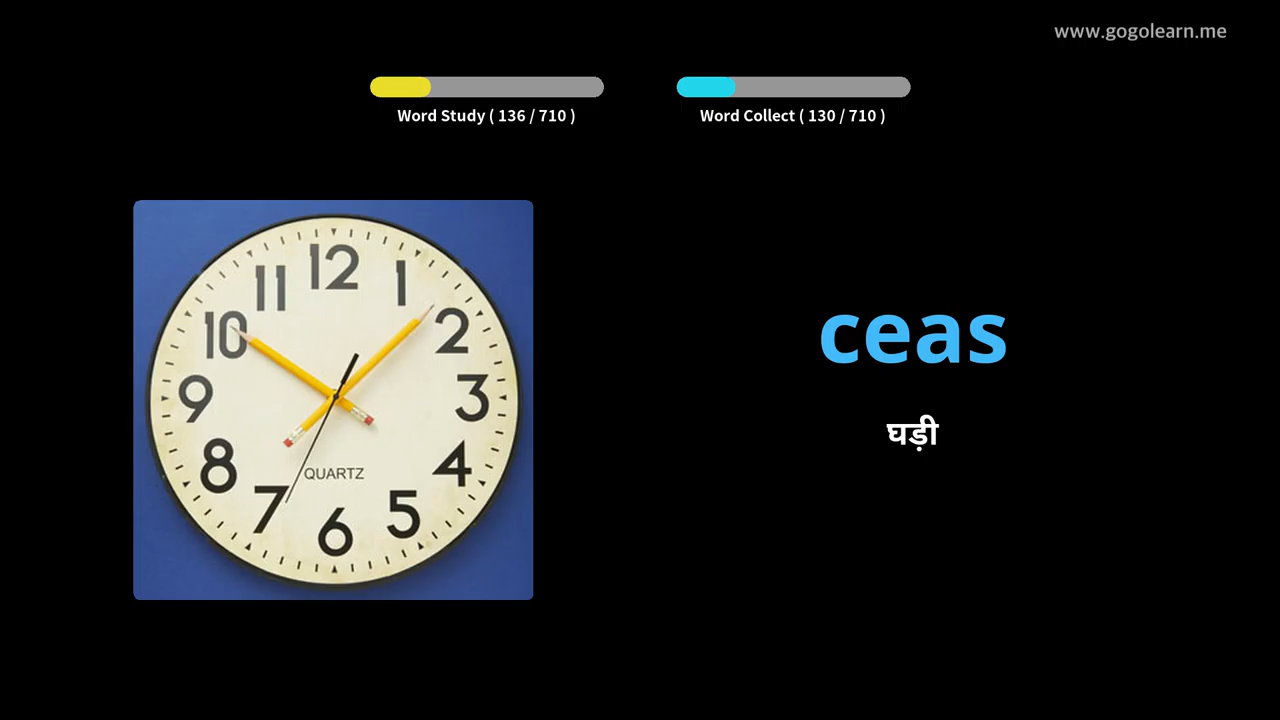 www.gogolearn.me
Word Study ( 136 / 710 )
Word Collect ( 130 / 710 )
12
11
1
10
2
9
3
8
4
QUARTZ
7
5
6
ceas
घड़ी